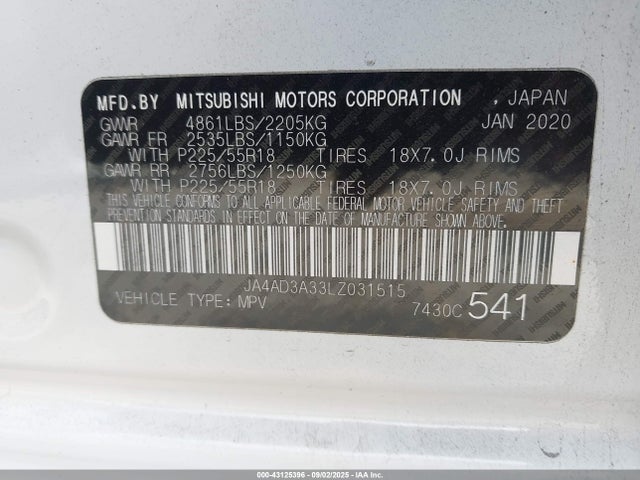 MFD.BY MITSUBISHI MOTORS CORPORATION , JAPAN
GVWR 4861LBS/2205KG JAN 2020
GAWR FR 2535LBS/1150KG
WITH P225/55R18 TIRES 18X7.0J RIMS
GAWR RR 2756LBS/1250KG
WITH P225/55R18 TIRES 18X7.0J RIMS
THIS VEHICLE CONFORMS TO ALL APPLICABLE FEDERAL MOTOR VEHICLE SAFETY AND THEFT PREVENTION
STANDARDS IN EFFECT ON THE DATE OF MANUFACTURE SHOWN ABOVE.
JA4AD3A33LZ031515
VEHICLE TYPE: MPV 7430C 541
000-43125396 - 09/02/2025 - IAAI.COM